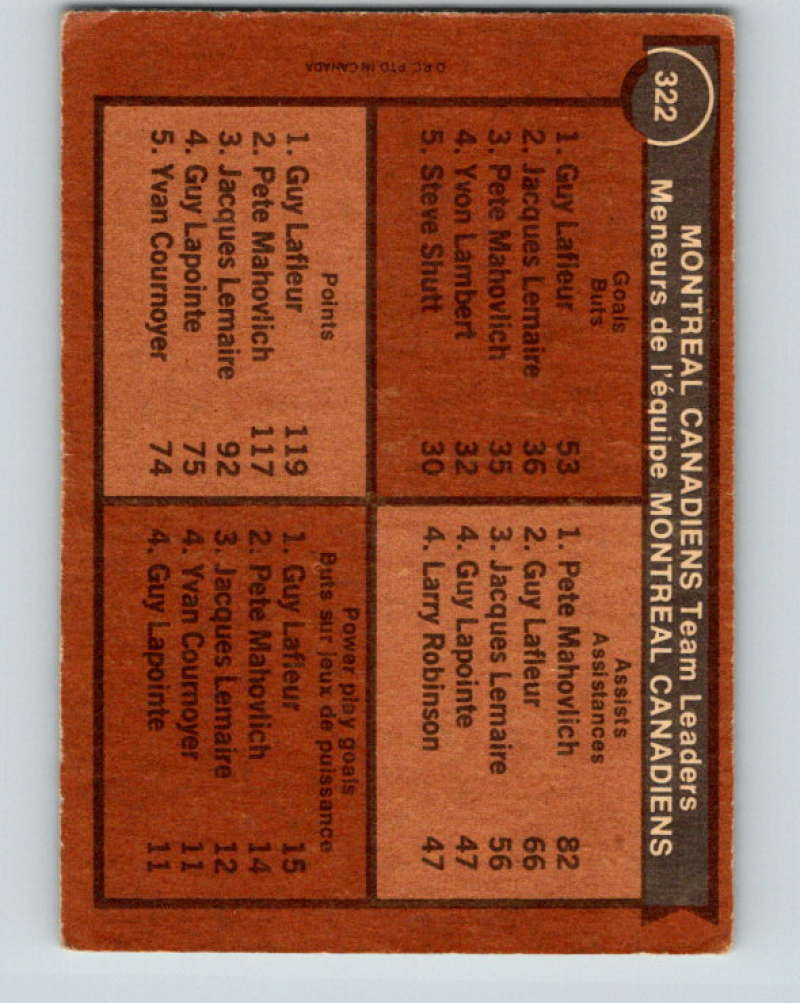 322
MONTREAL CANADIENS Team Leaders
Meneurs de l'équipe MONTREAL CANADIENS
Goals
Buts
1. Guy Lafleur 53
2. Jacques Lemaire 36
3. Pete Mahovlich 35
4. Yvon Lambert 32
5. Steve Shutt 30
Assists
Assistances
1. Pete Mahovlich 82
2. Guy Lafleur 66
3. Jacques Lemaire 56
4. Guy Lapointe 47
4. Larry Robinson 47
Points
1. Guy Lafleur 119
2. Pete Mahovlich 117
3. Jacques Lemaire 92
4. Guy Lapointe 75
5. Yvan Cournoyer 74
Power play goals
Buts sur jeux de puissance
1. Guy Lafleur 15
2. Pete Mahovlich 14
3. Jacques Lemaire 12
4. Yvan Cournoyer 11
4. Guy Lapointe 11
O.P.C. PTD IN CANADA